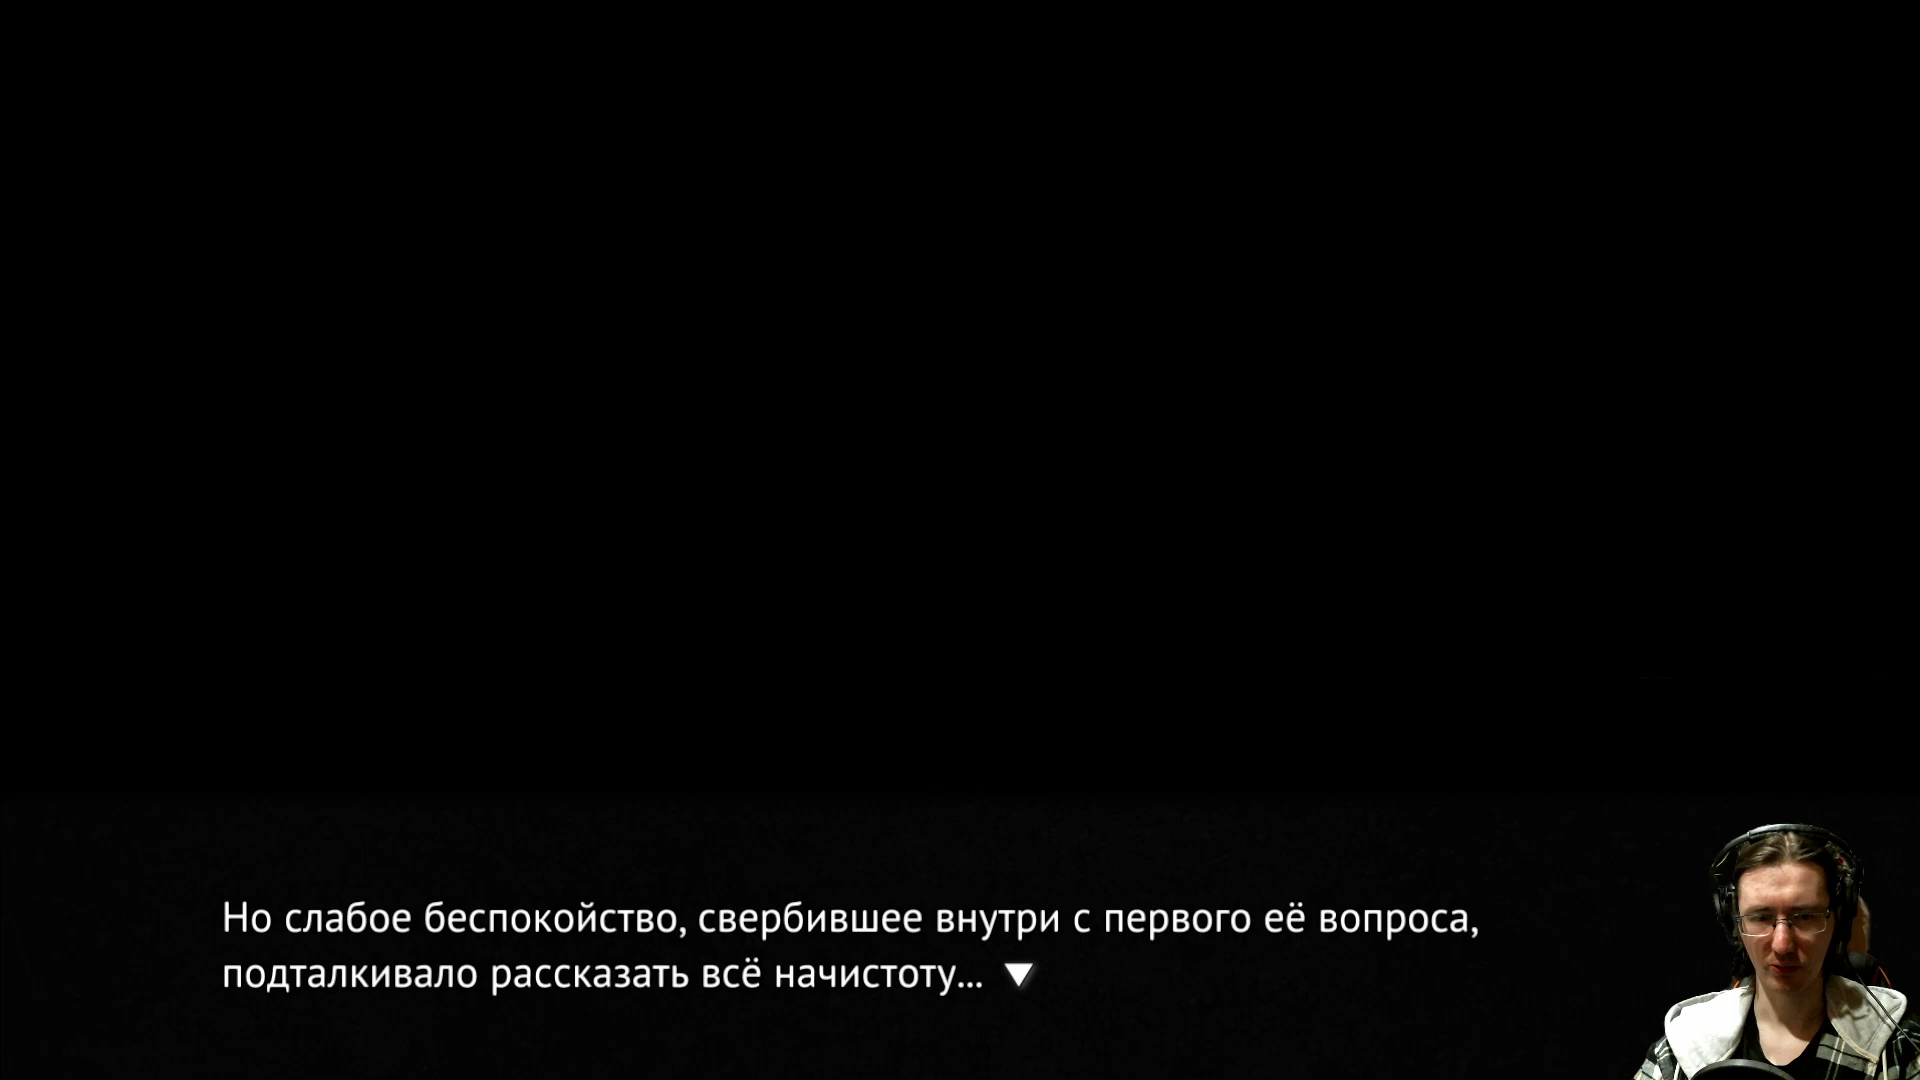 Но слабое беспокойство, свербившее внутри с первого её вопроса,
подталкивало рассказать всё начистоту...